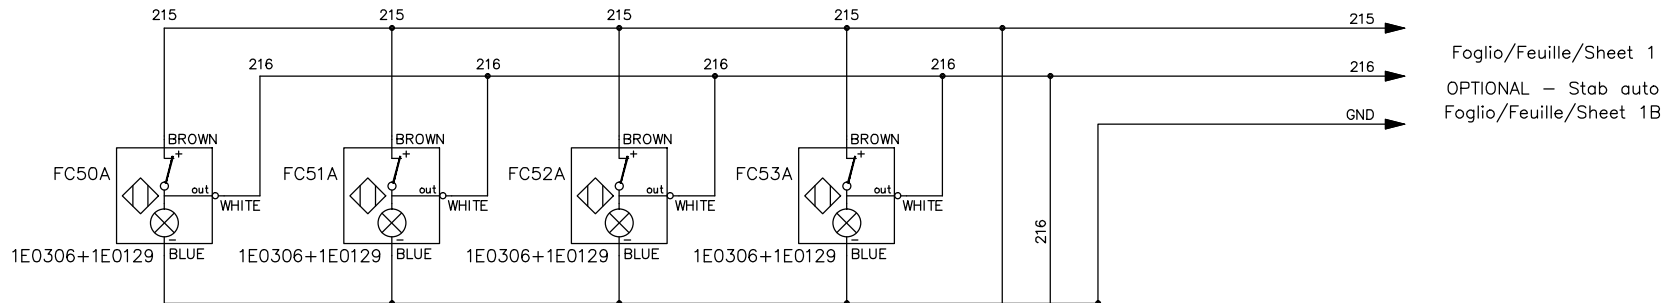 215
215
215
215
215
Foglio/Feuille/Sheet 1
216
216
216
216
216
OPTIONAL – Stab auto
Foglio/Feuille/Sheet 1B
GND
BROWN
BROWN
BROWN
BROWN
+
+
+
+
FC50A
FC51A
FC52A
FC53A
out
out
out
out
WHITE
WHITE
WHITE
WHITE
216
–
–
–
–
1E0306+1E0129
BLUE
1E0306+1E0129
BLUE
1E0306+1E0129
BLUE
1E0306+1E0129
BLUE